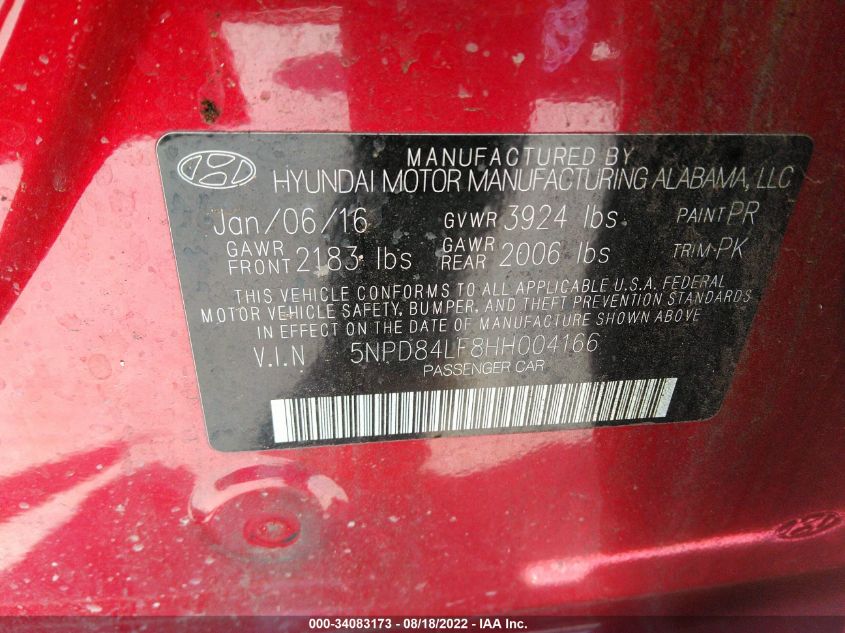 MANUFACTURED BY
HYUNDAI MOTOR MANUFACTURING ALABAMA, LLC
Jan/06/16 GVWR 3924 lbs PAINT PR
GAWR FRONT 2183 lbs GAWR REAR 2006 lbs TRIM-PK
THIS VEHICLE CONFORMS TO ALL APPLICABLE U.S.A. FEDERAL
MOTOR VEHICLE SAFETY, BUMPER, AND THEFT PREVENTION STANDARDS
IN EFFECT ON THE DATE OF MANUFACTURE SHOWN ABOVE
V.I.N 5NPD84LF8HH004166
PASSENGER CAR
000-34083173 - 08/18/2022 - IAA Inc.